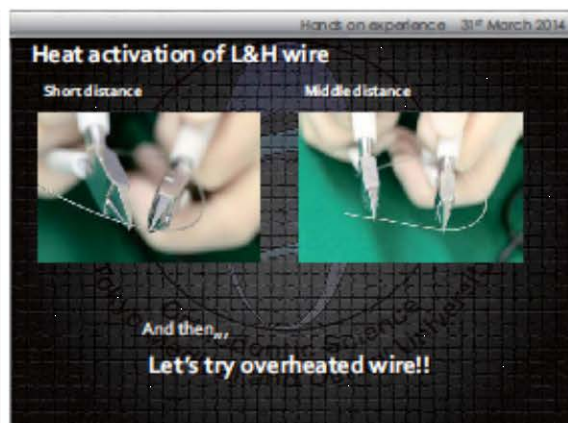 Hands on experience 31st March 2014
Heat activation of L&H wire
Short distance
Middle distance
And then,,,
Let's try overheated wire!!